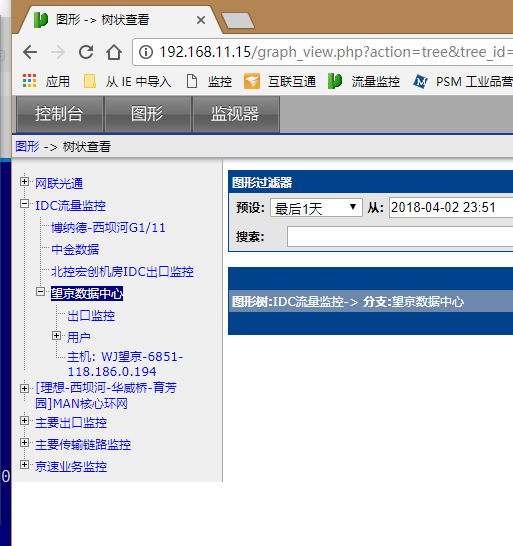 图形 -> 树状查看
192.168.11.15/graph_view.php?action=tree&tree_id=
应用 从 IE 中导入 监控 互联互通 流量监控 PSM 工业品营
控制台 图形 监视器
图形 -> 树状查看
网联光通
IDC流量监控
博纳德-西坝河G1/11
中金数据
北控宏创机房IDC出口监控
望京数据中心
出口监控
用户
主机: WJ望京-6851-
118.186.0.194
[理想-西坝河-华威桥-育芳
园]MAN核心环网
主要出口监控
主要传输链路监控
京速业务监控
图形过滤器
预设: 最后1天 从: 2018-04-02 23:51
搜索:
图形树:IDC流量监控-> 分支:望京数据中心
0